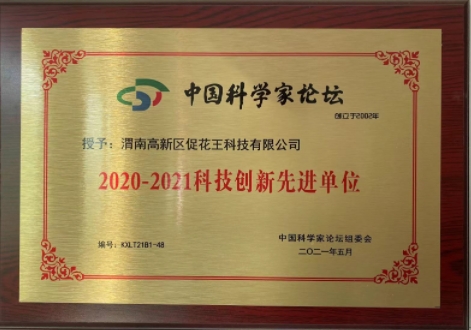 中国科学家论坛
创立于2002年
授予：渭南高新区促花王科技有限公司
2020-2021科技创新先进单位
编号：KXLT21B1-48
中国科学家论坛组委会
二〇二一年五月